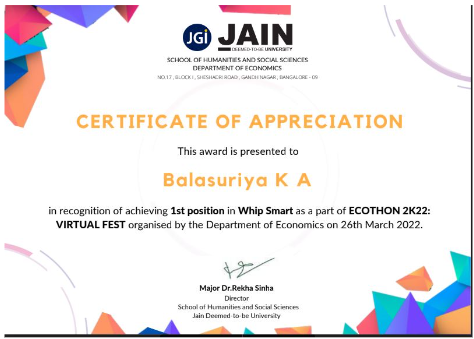 JGi JAIN
DEEMED-TO-BE UNIVERSITY
SCHOOL OF HUMANITIES AND SOCIAL SCIENCES
DEPARTMENT OF ECONOMICS
NO.17, BLOCK I, SHESHADRI ROAD, GANDHI NAGAR, BANGALORE - 09
CERTIFICATE OF APPRECIATION
This award is presented to
Balasuriya K A
in recognition of achieving 1st position in Whip Smart as a part of ECOTHON 2K22:
VIRTUAL FEST organised by the Department of Economics on 26th March 2022.
Major Dr.Rekha Sinha
Director
School of Humanities and Social Sciences
Jain Deemed-to-be University